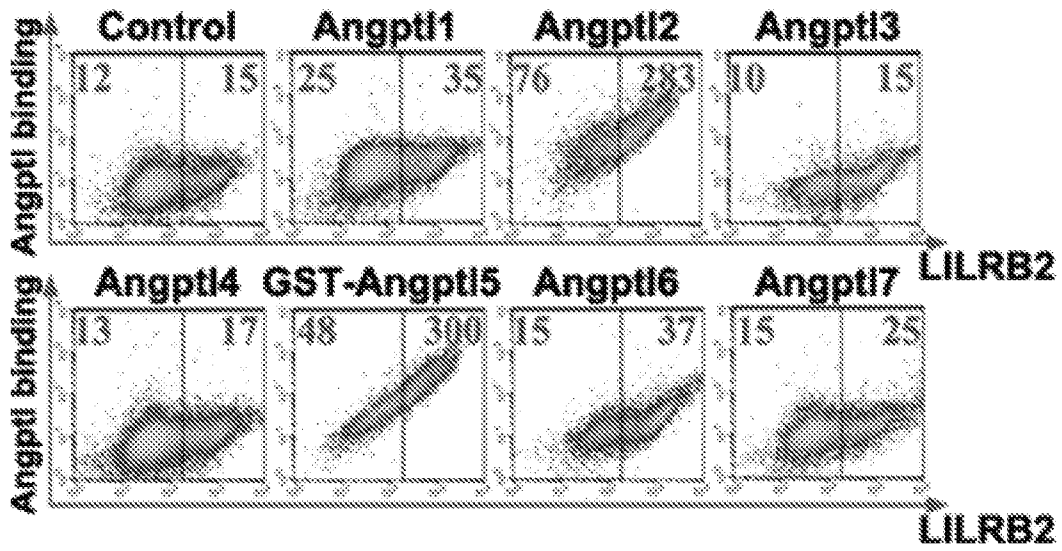 Control Angptl1 Angptl2 Angptl3
12 15 25 35 76 283 10 15
Angptl binding
LILRB2
Angptl4 GST-Angptl5 Angptl6 Angptl7
13 17 48 300 15 37 15 25
Angptl binding
LILRB2